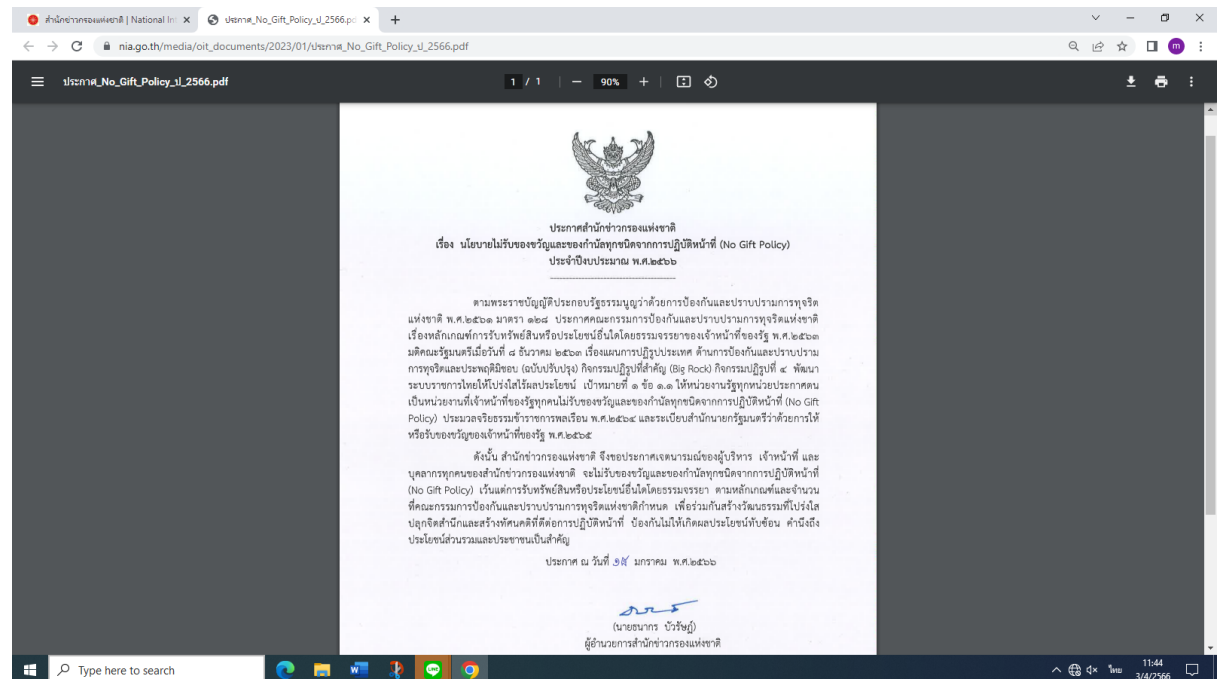 สำนักข่าวกรองแห่งชาติ | National In
ประกาศ_No_Gift_Policy_ปี_2566.pd
nia.go.th/media/oit_documents/2023/01/ประกาศ_No_Gift_Policy_ปี_2566.pdf
ประกาศ_No_Gift_Policy_ปี_2566.pdf
1 / 1
90%
ประกาศสำนักข่าวกรองแห่งชาติ
เรื่อง นโยบายไม่รับของขวัญและของกำนัลทุกชนิดจากการปฏิบัติหน้าที่ (No Gift Policy)
ประจำปีงบประมาณ พ.ศ.๒๕๖๖
ตามพระราชบัญญัติประกอบรัฐธรรมนูญว่าด้วยการป้องกันและปราบปรามการทุจริต
แห่งชาติ พ.ศ.๒๕๖๑ มาตรา ๑๒๘ ประกาศคณะกรรมการป้องกันและปราบปรามการทุจริตแห่งชาติ
เรื่องหลักเกณฑ์การรับทรัพย์สินหรือประโยชน์อื่นใดโดยธรรมจรรยาของเจ้าหน้าที่ของรัฐ พ.ศ.๒๕๖๓
มติคณะรัฐมนตรีเมื่อวันที่ ๘ ธันวาคม ๒๕๖๓ เรื่องแผนการปฏิรูปประเทศ ด้านการป้องกันและปราบปราม
การทุจริตและประพฤติมิชอบ (ฉบับปรับปรุง) กิจกรรมปฏิรูปที่สำคัญ (Big Rock) กิจกรรมปฏิรูปที่ ๔ พัฒนา
ระบบราชการไทยให้โปร่งใสไร้ผลประโยชน์ เป้าหมายที่ ๑ ข้อ ๑.๑ ให้หน่วยงานรัฐทุกหน่วยประกาศตน
เป็นหน่วยงานที่เจ้าหน้าที่ของรัฐทุกคนไม่รับของขวัญและของกำนัลทุกชนิดจากการปฏิบัติหน้าที่ (No Gift
Policy) ประมวลจริยธรรมข้าราชการพลเรือน พ.ศ.๒๕๖๔ และระเบียบสำนักนายกรัฐมนตรีว่าด้วยการให้
หรือรับของขวัญของเจ้าหน้าที่ของรัฐ พ.ศ.๒๕๖๕
ดังนั้น สำนักข่าวกรองแห่งชาติ จึงขอประกาศเจตนารมณ์ของผู้บริหาร เจ้าหน้าที่ และ
บุคลากรทุกคนของสำนักข่าวกรองแห่งชาติ จะไม่รับของขวัญและของกำนัลทุกชนิดจากการปฏิบัติหน้าที่
(No Gift Policy) เว้นแต่การรับทรัพย์สินหรือประโยชน์อื่นใดโดยธรรมจรรยา ตามหลักเกณฑ์และจำนวน
ที่คณะกรรมการป้องกันและปราบปรามการทุจริตแห่งชาติกำหนด เพื่อร่วมกันสร้างวัฒนธรรมที่โปร่งใส
ปลุกจิตสำนึกและสร้างทัศนคติที่ดีต่อการปฏิบัติหน้าที่ ป้องกันไม่ให้เกิดผลประโยชน์ทับซ้อน คำนึงถึง
ประโยชน์ส่วนรวมและประชาชนเป็นสำคัญ
ประกาศ ณ วันที่ มกราคม พ.ศ.๒๕๖๖
(นายธนากร บัวรัษฏ์)
ผู้อำนวยการสำนักข่าวกรองแห่งชาติ
Type here to search
ไทย
11:44
3/4/2566